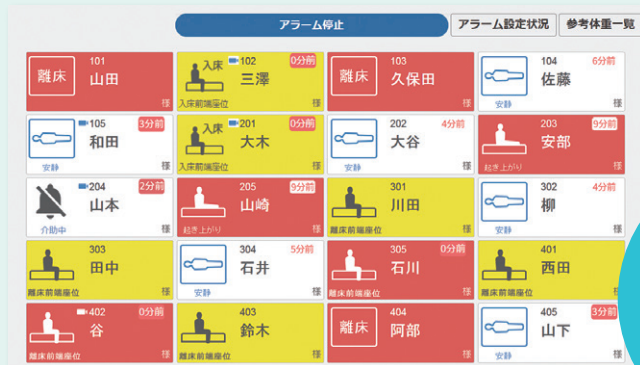 アラーム停止
アラーム設定状況
参考体重一覧
離床
101
山田
様
入床
102
0分前
三澤
入床前端座位
様
離床
103
久保田
様
104
6分前
佐藤
安静
様
105
3分前
和田
安静
様
入床
201
0分前
大木
入床前端座位
様
202
4分前
大谷
安静
様
203
9分前
安部
起き上がり
様
204
2分前
山本
介助中
様
205
9分前
山崎
起き上がり
様
301
川田
離床前端座位
様
302
4分前
柳
安静
様
303
田中
離床前端座位
様
304
5分前
石井
安静
様
305
0分前
石川
離床前端座位
様
401
西田
離床前端座位
様
402
0分前
谷
離床前端座位
様
403
鈴木
離床前端座位
様
離床
404
阿部
様
405
3分前
山下
安静
様